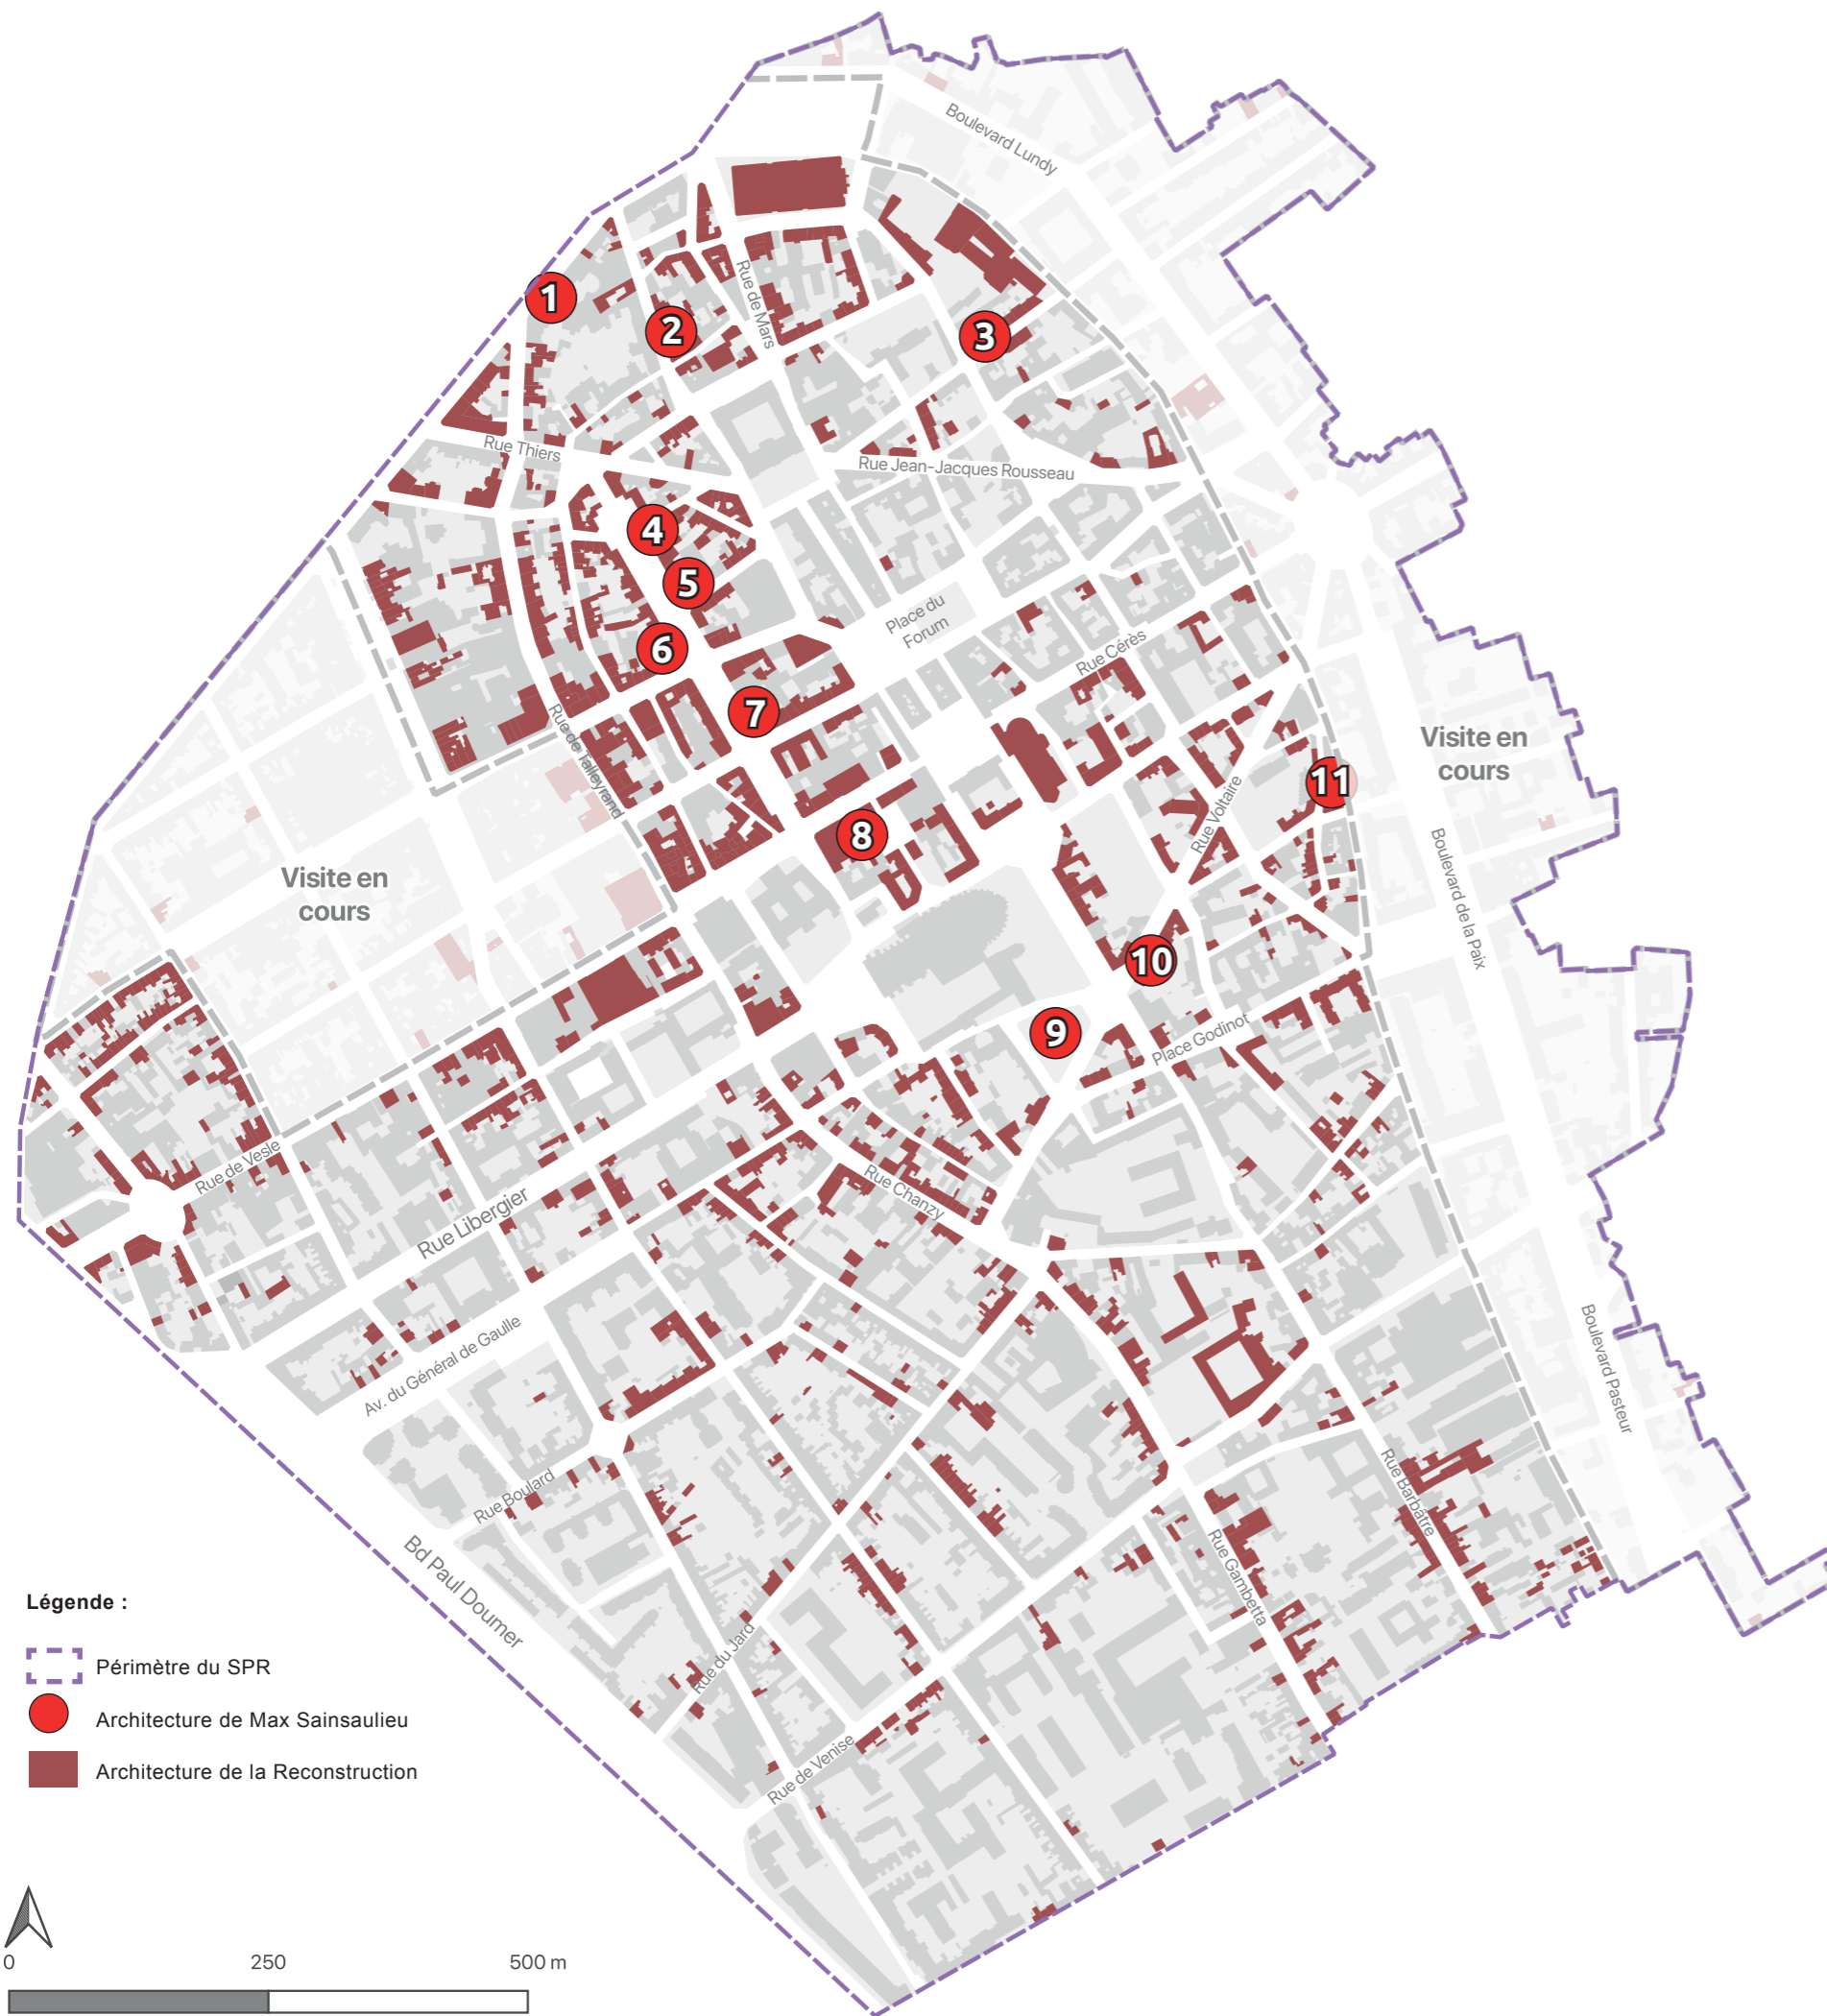 Boulevard Lundy
1
2
Rue de Mars
3
Rue Thiers
Rue Jean-Jacques Rousseau
4
5
Place du
Forum
6
Rue Cérès
7
Rue de Talleyrand
Visite en
cours
11
Rue Voltaire
8
Boulevard de la Paix
Visite en
cours
10
9
Place Godinot
Rue de Vesle
Rue Chanzy
Rue Libergier
Av. du Général de Gaulle
Boulevard Pasteur
Rue Boulard
Rue Barbâtre
Bd Paul Doumer
Rue Gambetta
Rue du Jard
Rue de Venise
Légende :
Périmètre du SPR
Architecture de Max Sainsaulieu
Architecture de la Reconstruction
0 250 500 m